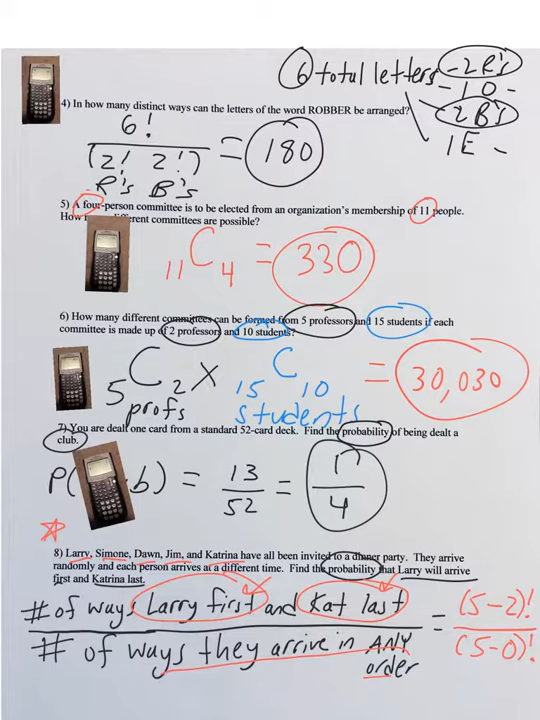 6 total letters - 2 R's
- 1 O -
2 B's
1 E -
4) In how many distinct ways can the letters of the word ROBBER be arranged?
6!
(2! 2!) = 180
R's B's
5) A four-person committee is to be elected from an organization's membership of 11 people.
How different committees are possible?
11C4 = 330
6) How many different committees can be formed from 5 professors and 15 students if each
committee is made up of 2 professors and 10 students?
5C2 x 15C10 = 30,030
profs students
7) You are dealt one card from a standard 52-card deck. Find the probability of being dealt a
club.
P( b) = 13/52 = 1/4
8) Larry, Simone, Dawn, Jim, and Katrina have all been invited to a dinner party. They arrive
randomly and each person arrives at a different time. Find the probability that Larry will arrive
first and Katrina last.
# of ways Larry first and Kat last = (5-2)!
# of ways they arrive in ANY order (5-0)!